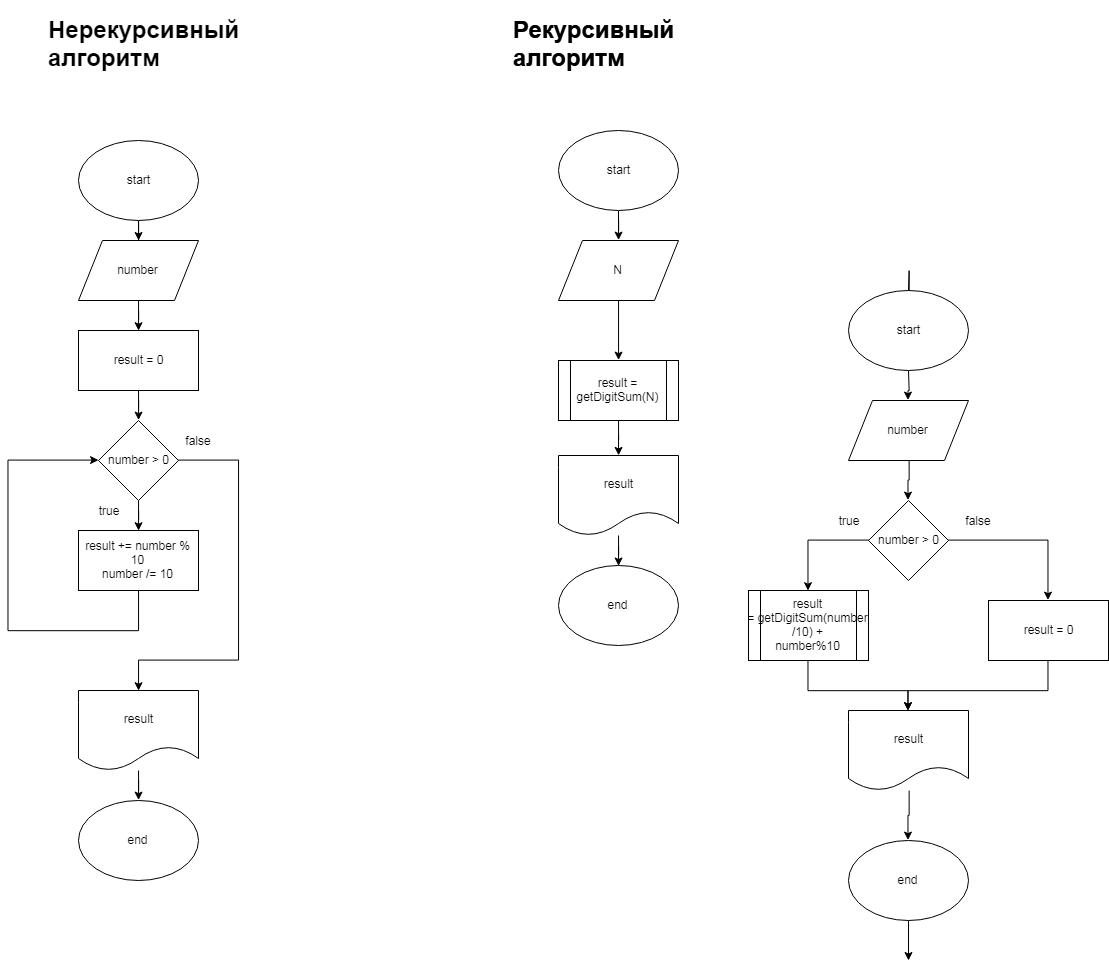 Нерекурсивный
алгоритм
start
number
result = 0
number > 0
false
true
result += number %
10
number /= 10
result
end
Рекурсивный
алгоритм
start
N
result =
getDigitSum(N)
result
end
start
number
number > 0
true
false
result
= getDigitSum(number
/10) +
number%10
result = 0
result
end